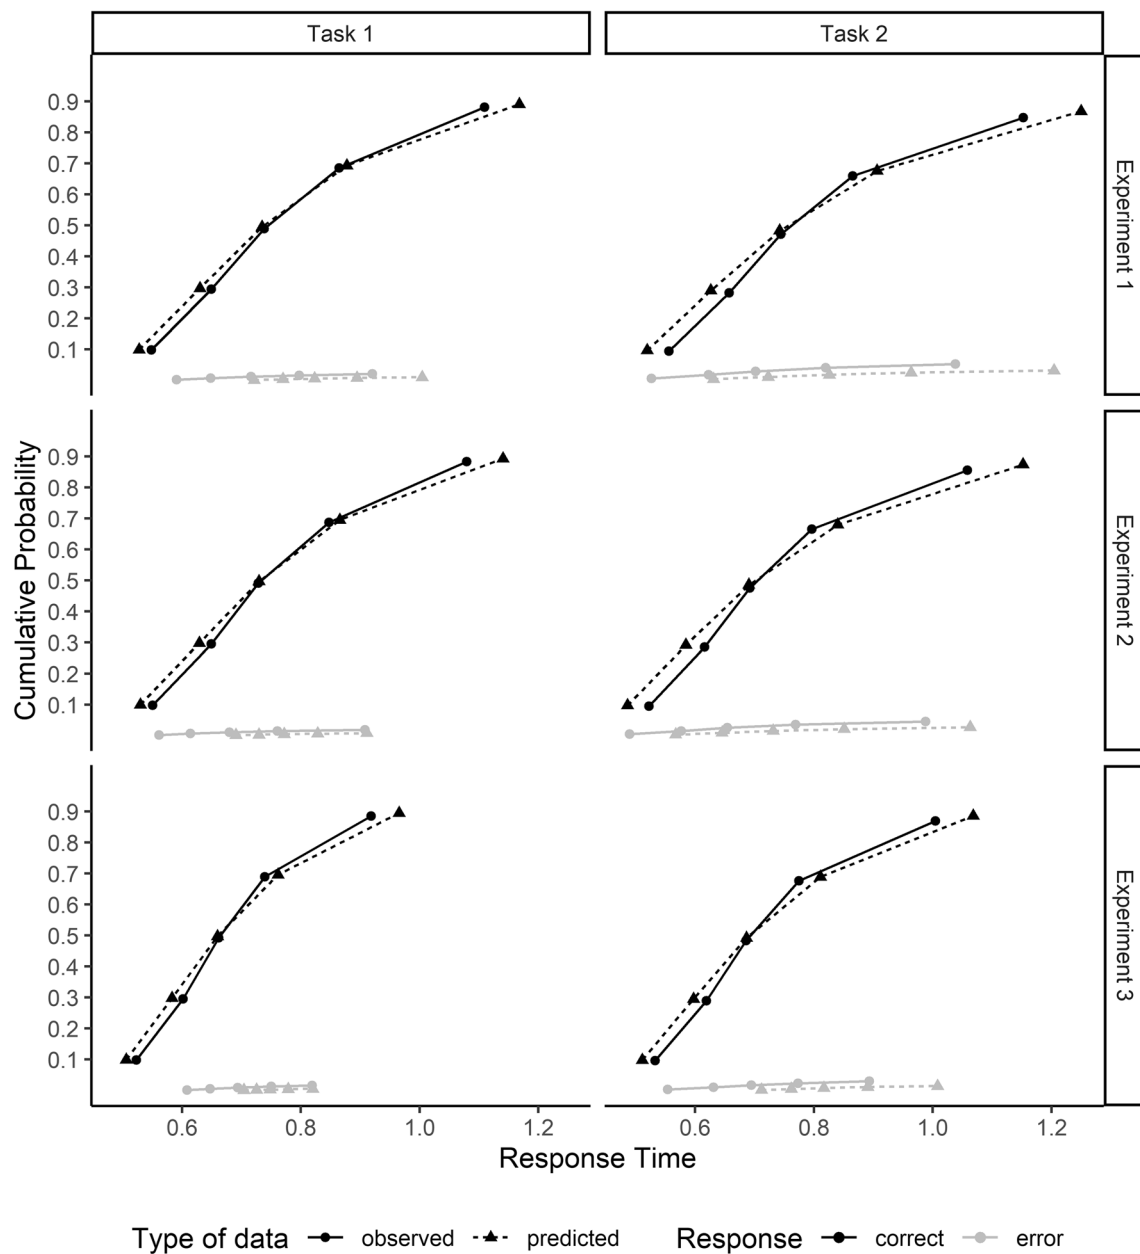 Task 1
Task 2
Cumulative Probability
0.9
0.8
0.7
0.6
0.5
0.4
0.3
0.2
0.1
Experiment 1
0.9
0.8
0.7
0.6
0.5
0.4
0.3
0.2
0.1
Experiment 2
0.9
0.8
0.7
0.6
0.5
0.4
0.3
0.2
0.1
Experiment 3
0.6 0.8 1.0 1.2
0.6 0.8 1.0 1.2
Response Time
Type of data observed predicted Response correct error